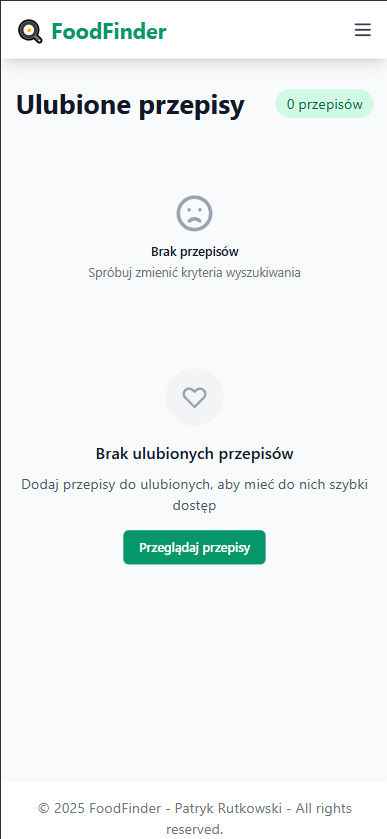 FoodFinder
Ulubione przepisy
0 przepisów
Brak przepisów
Spróbuj zmienić kryteria wyszukiwania
Brak ulubionych przepisów
Dodaj przepisy do ulubionych, aby mieć do nich szybki
dostęp
Przeglądaj przepisy
© 2025 FoodFinder - Patryk Rutkowski - All rights
reserved.